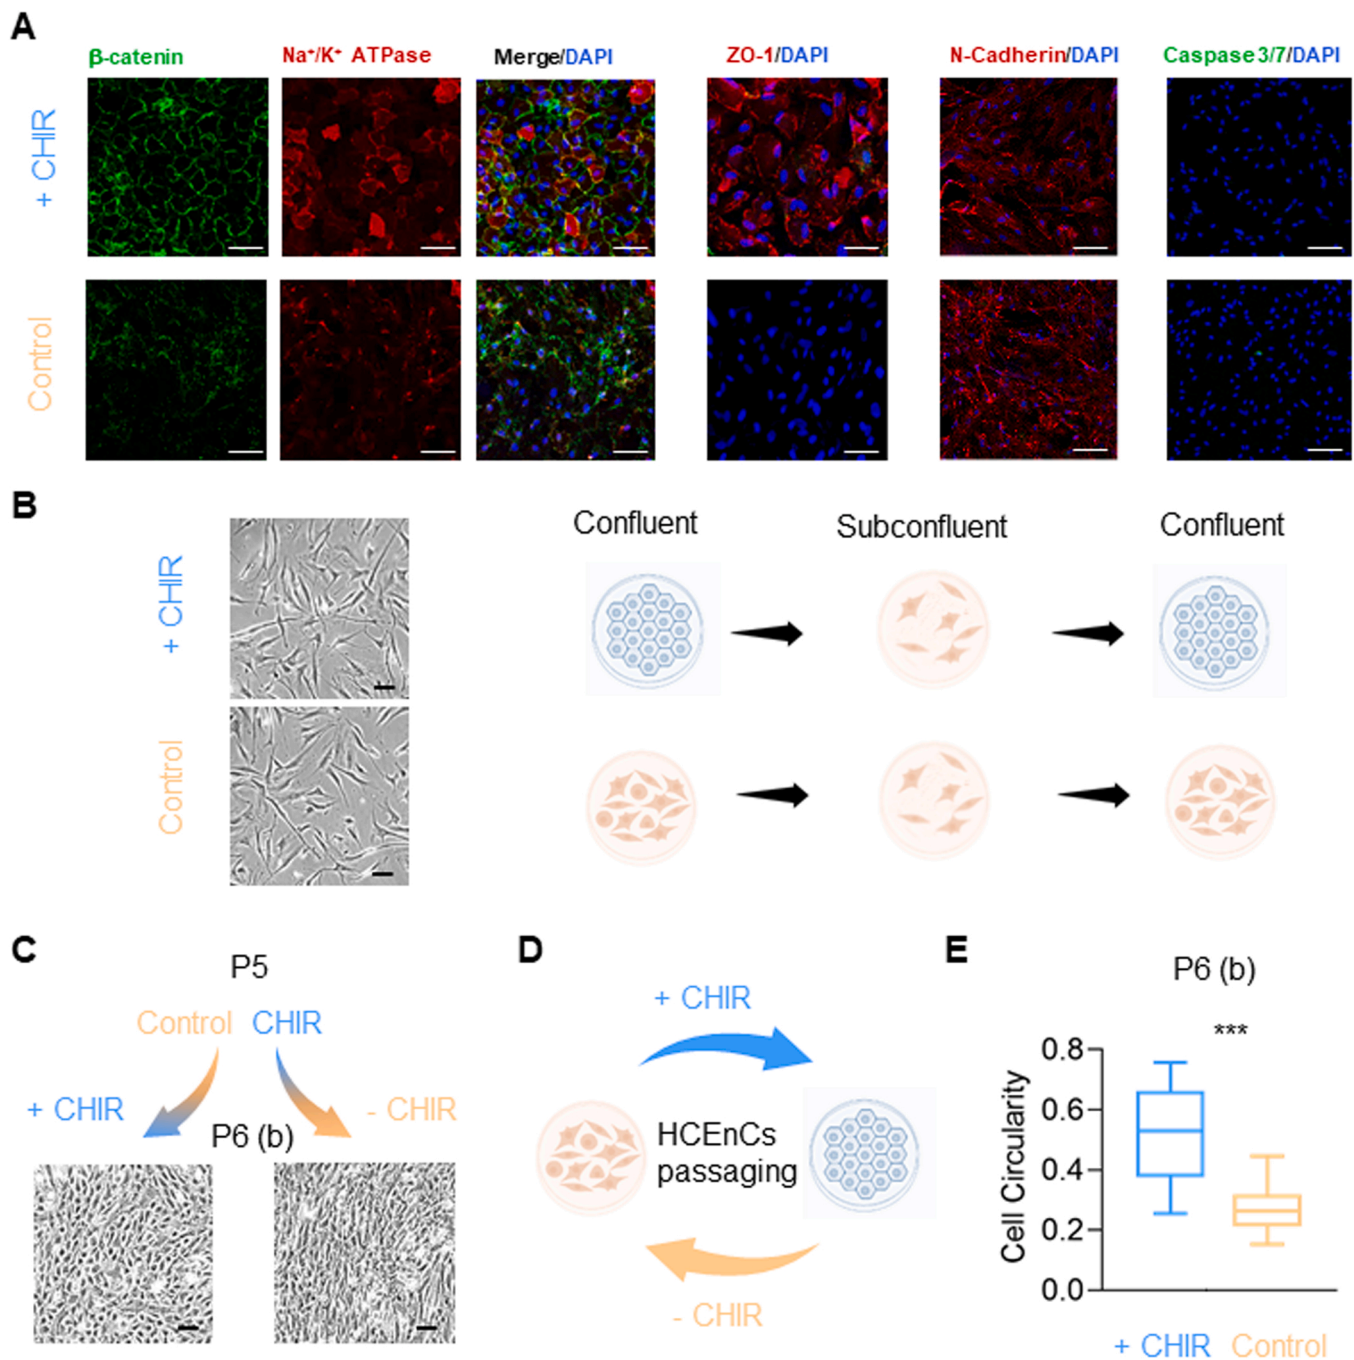 A
β-catenin Na⁺/K⁺ ATPase Merge/DAPI ZO-1/DAPI N-Cadherin/DAPI Caspase3/7/DAPI
+ CHIR
Control
B
+ CHIR
Control
Confluent Subconfluent Confluent
C
P5
Control CHIR
+ CHIR - CHIR
P6 (b)
D
+ CHIR
HCEnCs
passaging
- CHIR
E
P6 (b)
***
Cell Circularity
0.8
0.6
0.4
0.2
0.0
+ CHIR Control